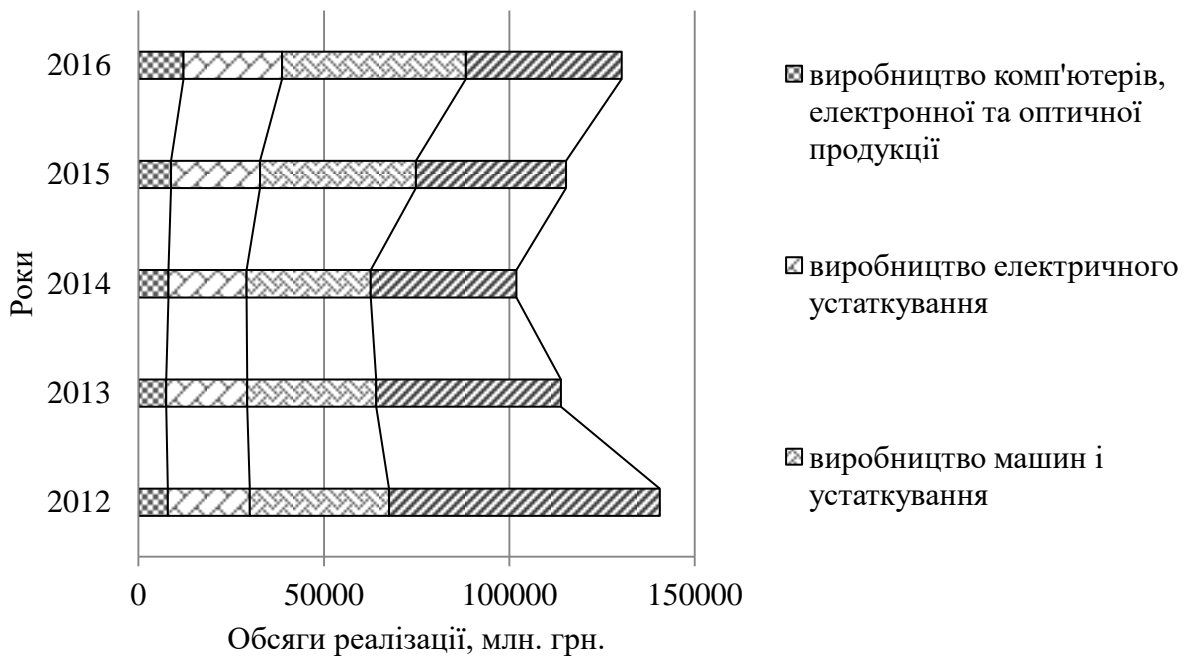 2016
2015
2014
2013
2012
Роки
0 50000 100000 150000
Обсяги реалізації, млн. грн.
виробництво комп'ютерів,
електронної та оптичної
продукції
виробництво електричного
устаткування
виробництво машин і
устаткування